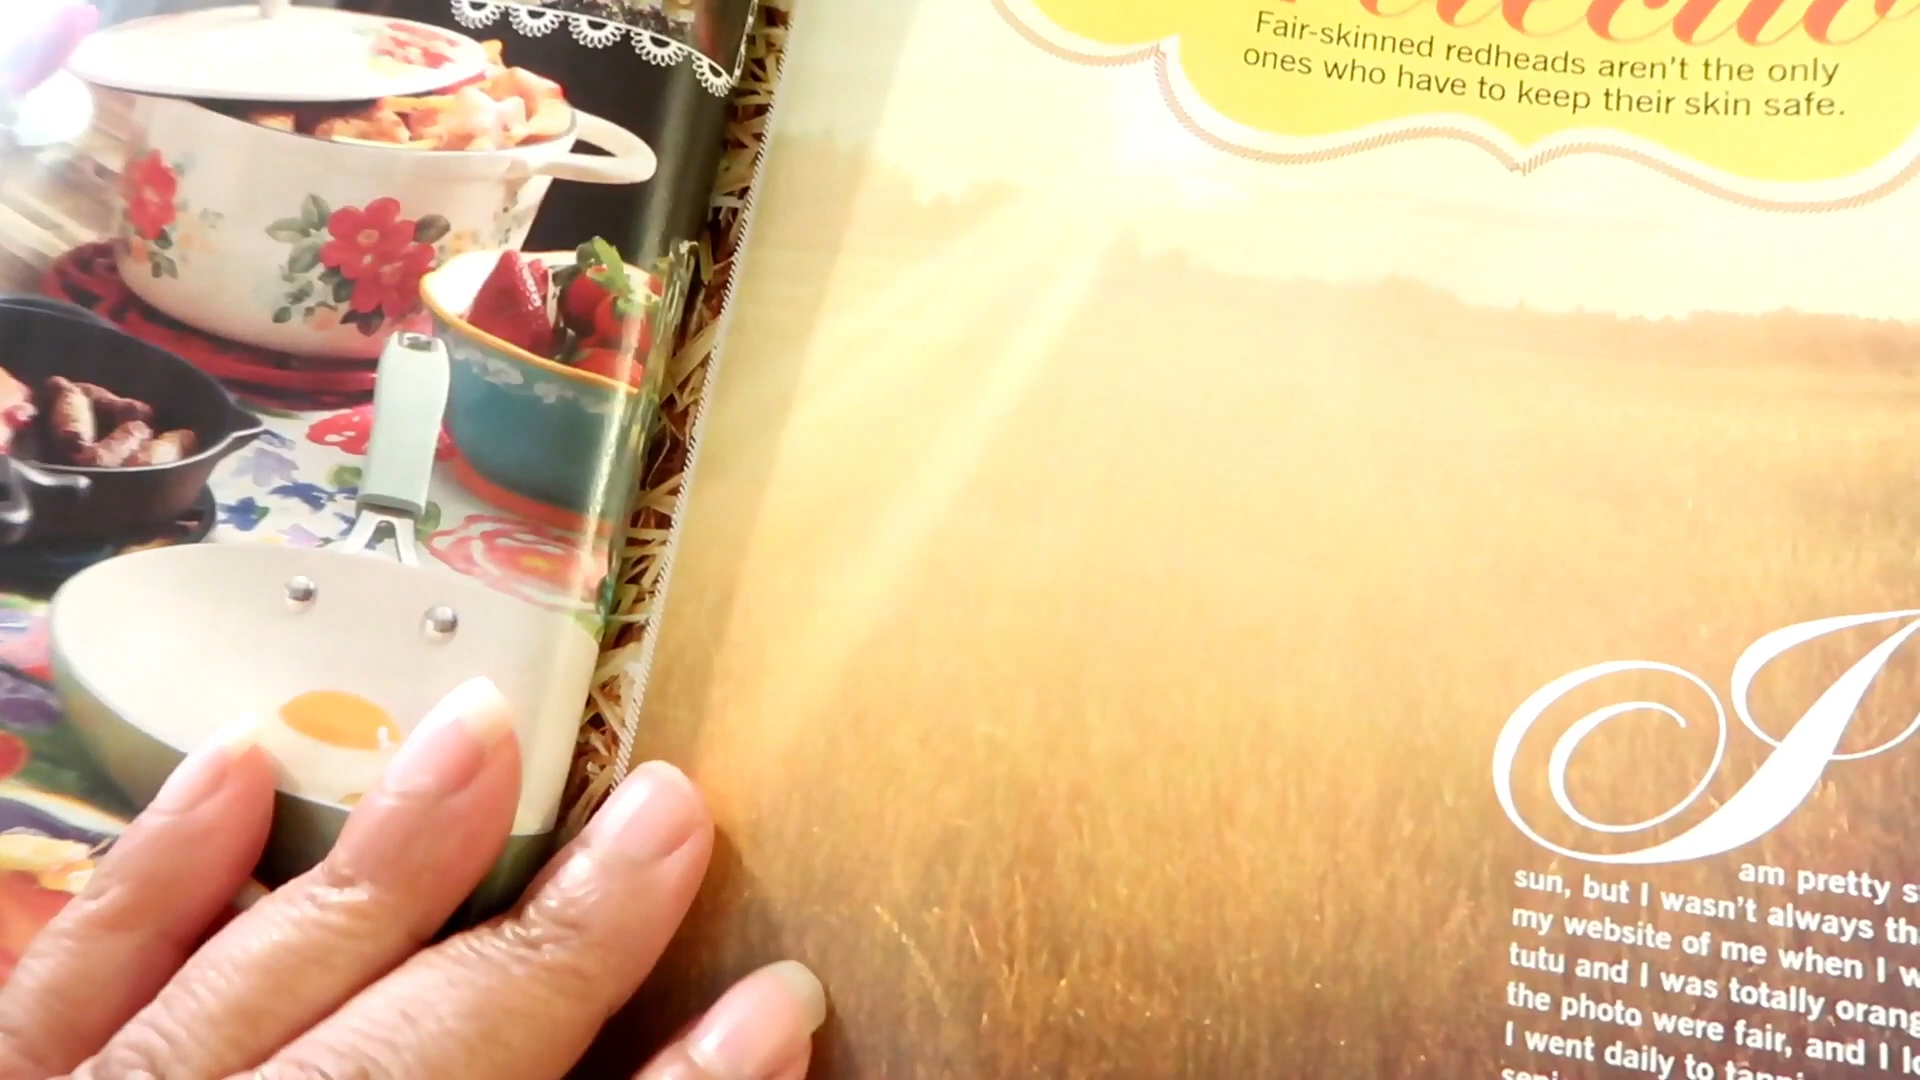 Fair-skinned redheads aren't the only
ones who have to keep their skin safe.
I
am pretty
sun, but I wasn't always
my website of me when I
tutu and I was totally
the photo were fair, and I
I went daily to